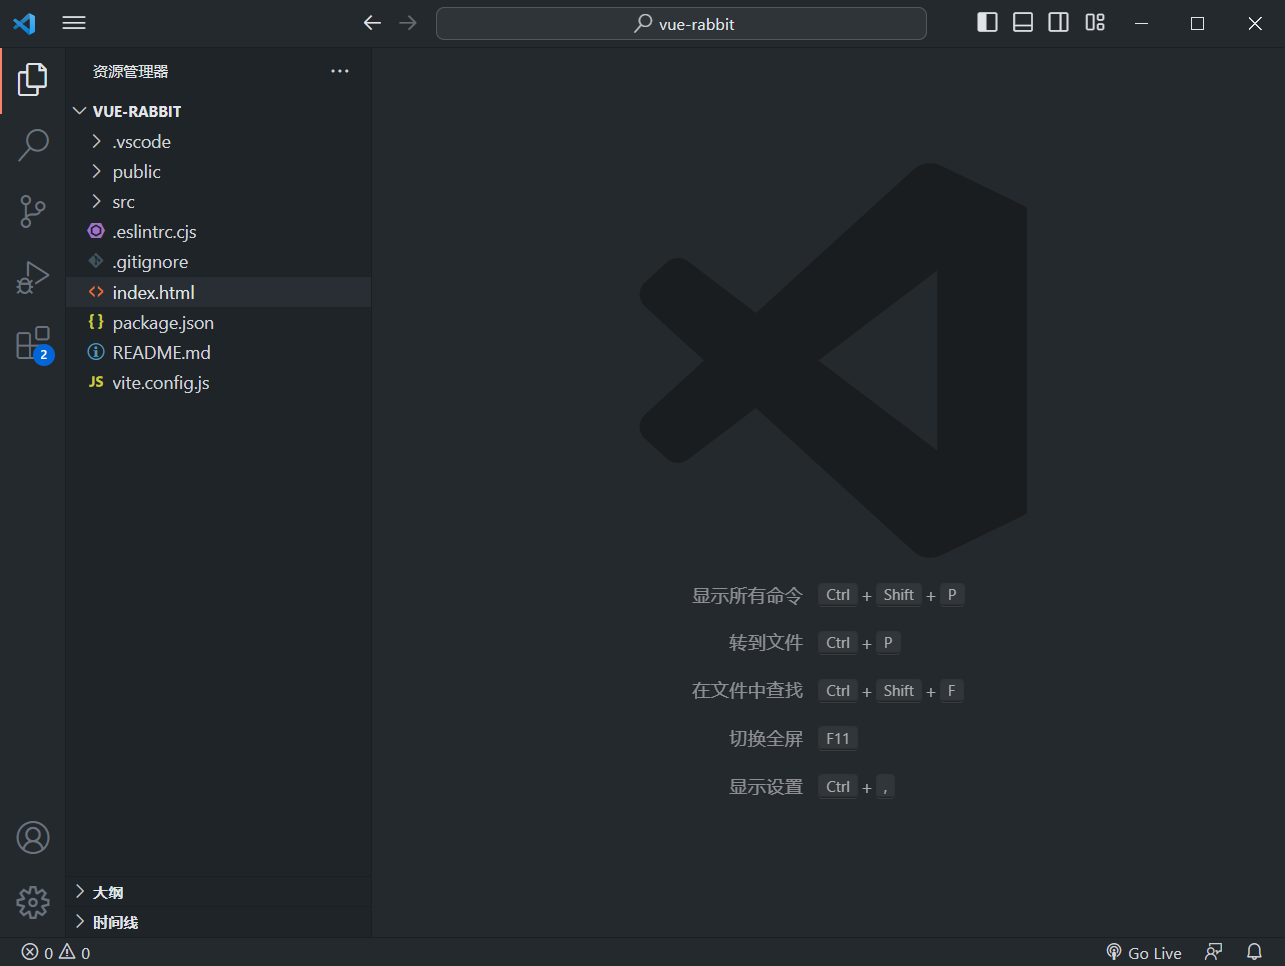 vue-rabbit
资源管理器
VUE-RABBIT
.vscode
public
src
.eslintrc.cjs
.gitignore
index.html
package.json
README.md
JS vite.config.js
2
显示所有命令 Ctrl + Shift + P
转到文件 Ctrl + P
在文件中查找 Ctrl + Shift + F
切换全屏 F11
显示设置 Ctrl + ,
大纲
时间线
0 0
Go Live